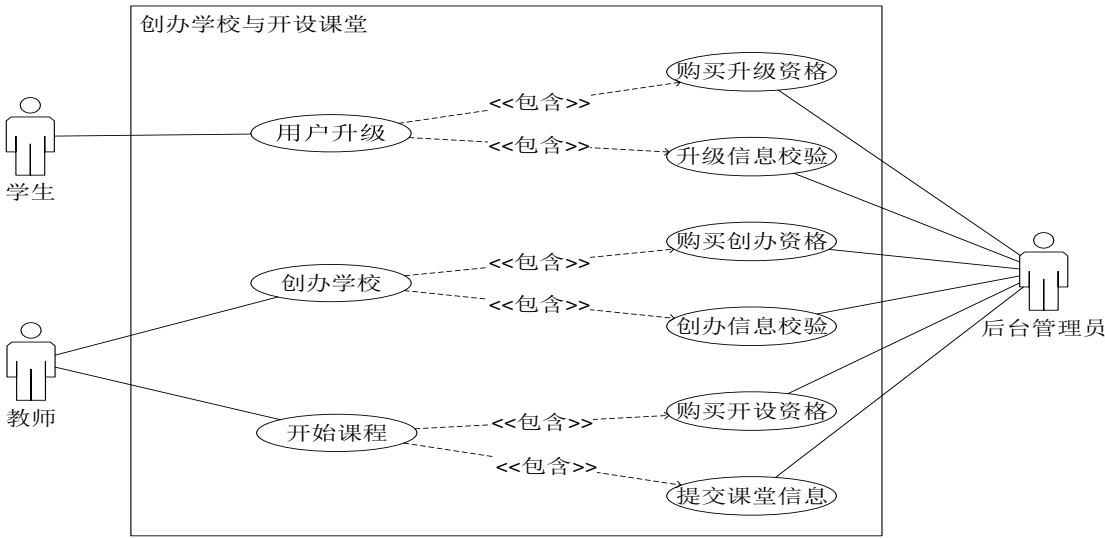 创办学校与开设课堂
购买升级资格
<<包含>>
用户升级
<<包含>>
升级信息校验
学生
购买创办资格
<<包含>>
创办学校
<<包含>>
创办信息校验
后台管理员
教师
购买开设资格
<<包含>>
开始课程
<<包含>>
提交课堂信息